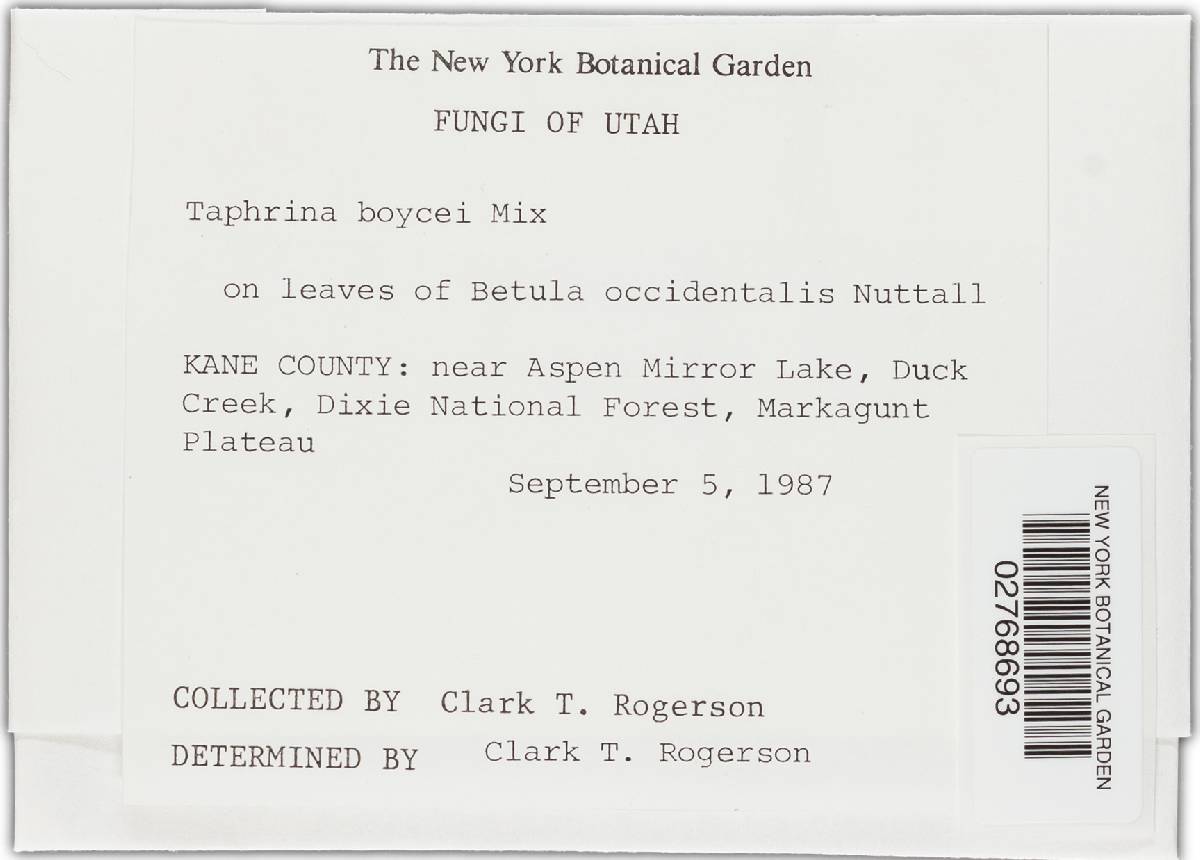 The New York Botanical Garden
FUNGI OF UTAH
Taphrina boycei Mix
on leaves of Betula occidentalis Nuttall
KANE COUNTY: near Aspen Mirror Lake, Duck
Creek, Dixie National Forest, Markagunt
Plateau
September 5, 1987
COLLECTED BY Clark T. Rogerson
DETERMINED BY Clark T. Rogerson
NEW YORK BOTANICAL GARDEN
02768693